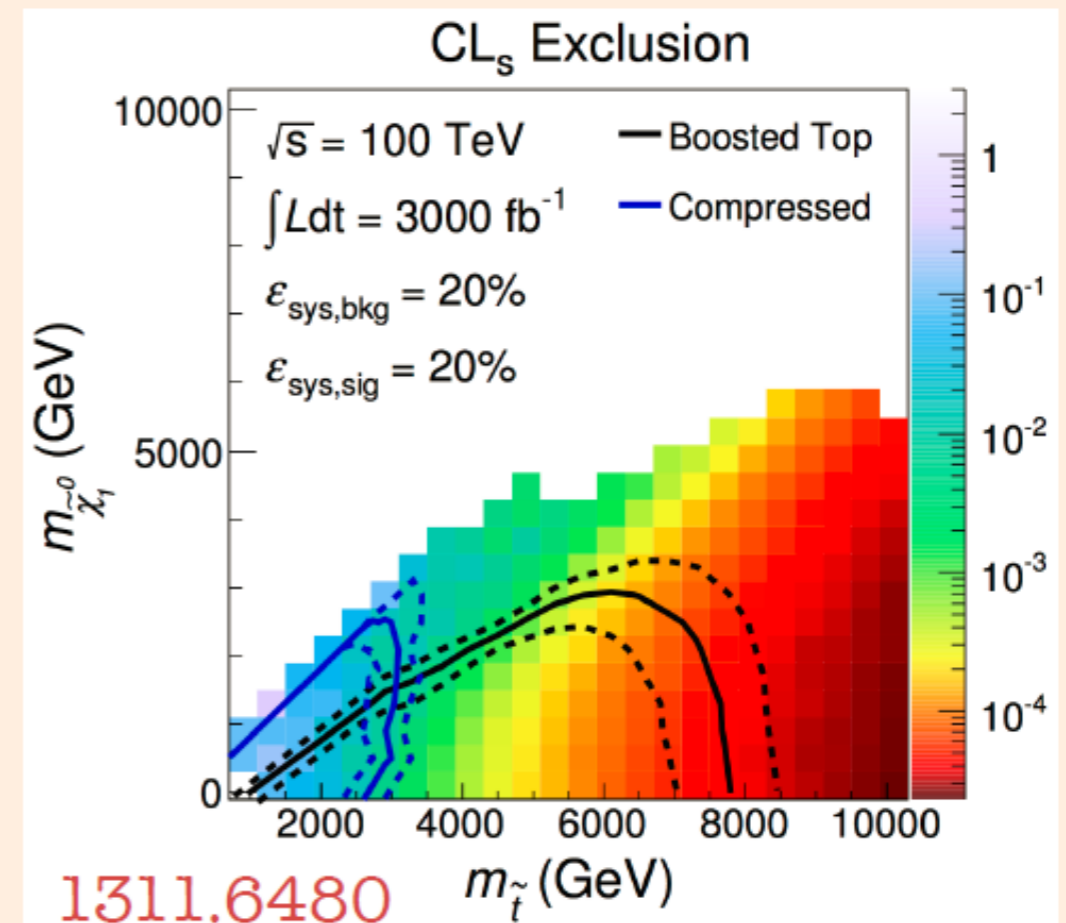 CLs Exclusion
√s = 100 TeV
∫Ldt = 3000 fb-1
εsys,bkg = 20%
εsys,sig = 20%
Boosted Top
Compressed
10000
5000
0
mχ̃10 (GeV)
2000 4000 6000 8000 10000
mt̃ (GeV)
1
10-1
10-2
10-3
10-4
1311.6480